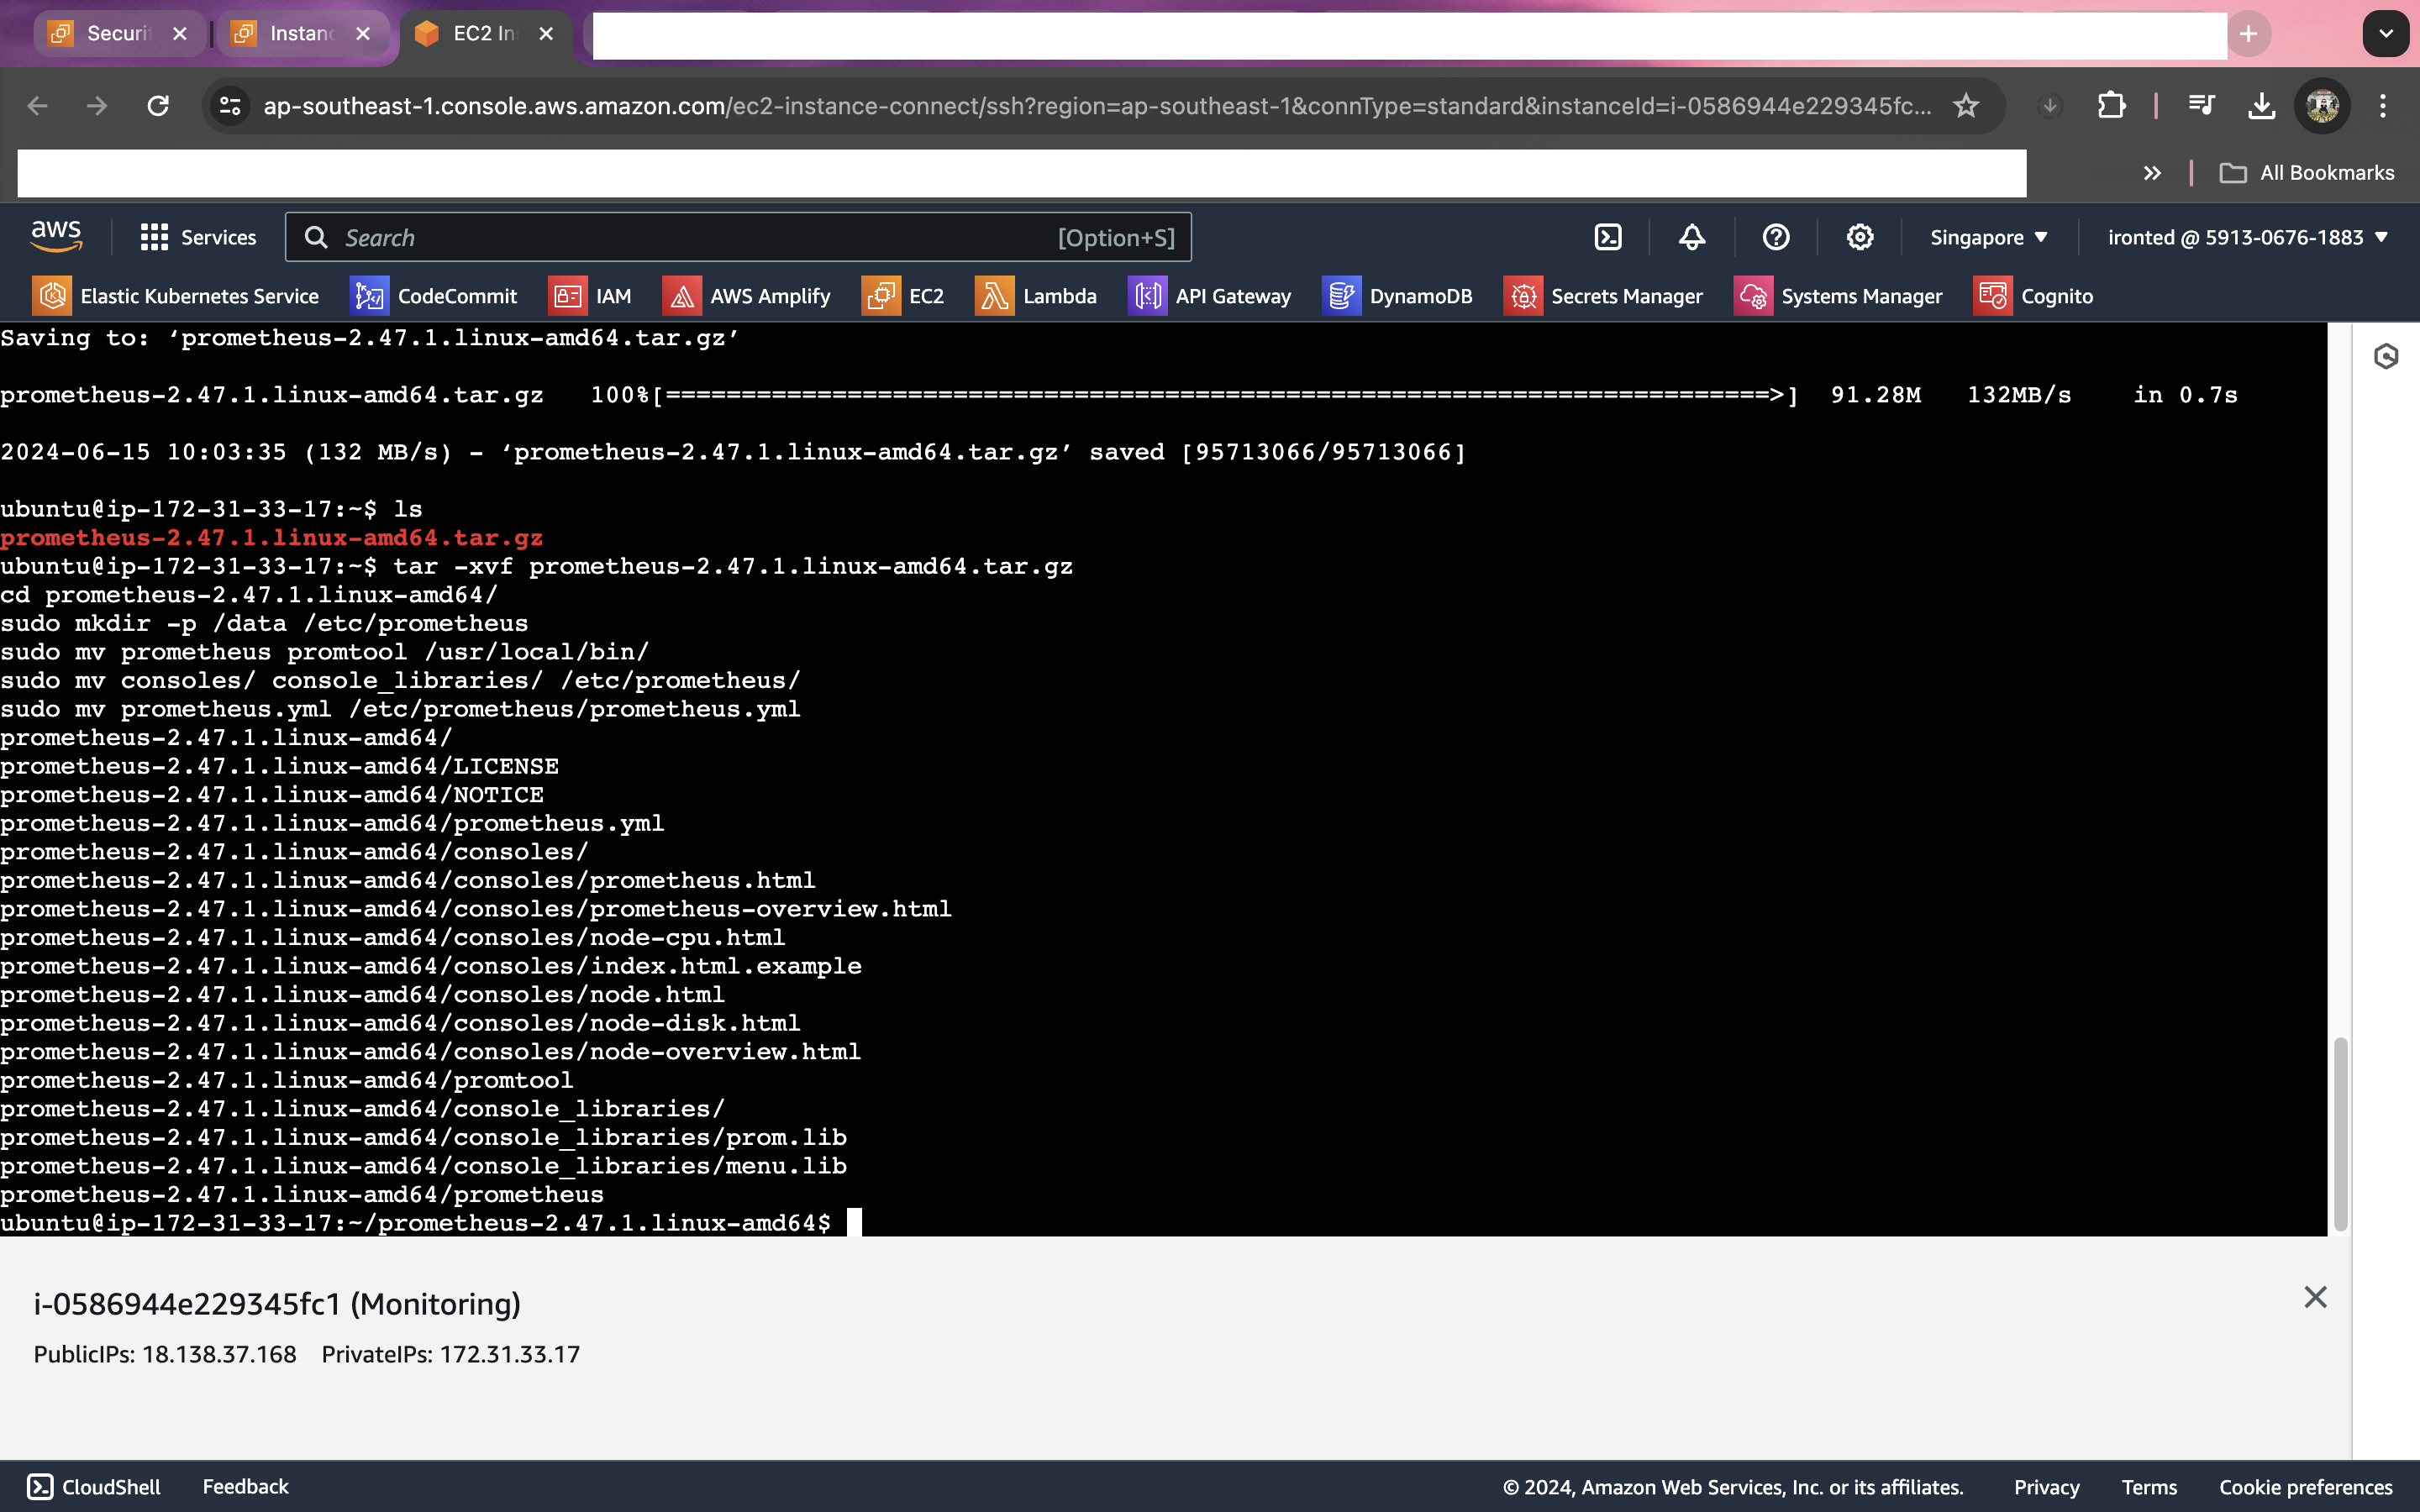 Securi
Instan
EC2 In
ap-southeast-1.console.aws.amazon.com/ec2-instance-connect/ssh?region=ap-southeast-1&connType=standard&instanceId=i-0586944e229345fc...
All Bookmarks
aws Services Search [Option+S] Singapore ironted @ 5913-0676-1883
Elastic Kubernetes Service CodeCommit IAM AWS Amplify EC2 Lambda API Gateway DynamoDB Secrets Manager Systems Manager Cognito
Saving to: ‘prometheus-2.47.1.linux-amd64.tar.gz’
prometheus-2.47.1.linux-amd64.tar.gz 100%[=========================================================================>] 91.28M 132MB/s in 0.7s
2024-06-15 10:03:35 (132 MB/s) - ‘prometheus-2.47.1.linux-amd64.tar.gz’ saved [95713066/95713066]
ubuntu@ip-172-31-33-17:~$ ls
prometheus-2.47.1.linux-amd64.tar.gz
ubuntu@ip-172-31-33-17:~$ tar -xvf prometheus-2.47.1.linux-amd64.tar.gz
cd prometheus-2.47.1.linux-amd64/
sudo mkdir -p /data /etc/prometheus
sudo mv prometheus promtool /usr/local/bin/
sudo mv consoles/ console_libraries/ /etc/prometheus/
sudo mv prometheus.yml /etc/prometheus/prometheus.yml
prometheus-2.47.1.linux-amd64/
prometheus-2.47.1.linux-amd64/LICENSE
prometheus-2.47.1.linux-amd64/NOTICE
prometheus-2.47.1.linux-amd64/prometheus.yml
prometheus-2.47.1.linux-amd64/consoles/
prometheus-2.47.1.linux-amd64/consoles/prometheus.html
prometheus-2.47.1.linux-amd64/consoles/prometheus-overview.html
prometheus-2.47.1.linux-amd64/consoles/node-cpu.html
prometheus-2.47.1.linux-amd64/consoles/index.html.example
prometheus-2.47.1.linux-amd64/consoles/node.html
prometheus-2.47.1.linux-amd64/consoles/node-disk.html
prometheus-2.47.1.linux-amd64/consoles/node-overview.html
prometheus-2.47.1.linux-amd64/promtool
prometheus-2.47.1.linux-amd64/console_libraries/
prometheus-2.47.1.linux-amd64/console_libraries/prom.lib
prometheus-2.47.1.linux-amd64/console_libraries/menu.lib
prometheus-2.47.1.linux-amd64/prometheus
ubuntu@ip-172-31-33-17:~/prometheus-2.47.1.linux-amd64$
i-0586944e229345fc1 (Monitoring)
PublicIPs: 18.138.37.168 PrivateIPs: 172.31.33.17
CloudShell Feedback © 2024, Amazon Web Services, Inc. or its affiliates. Privacy Terms Cookie preferences